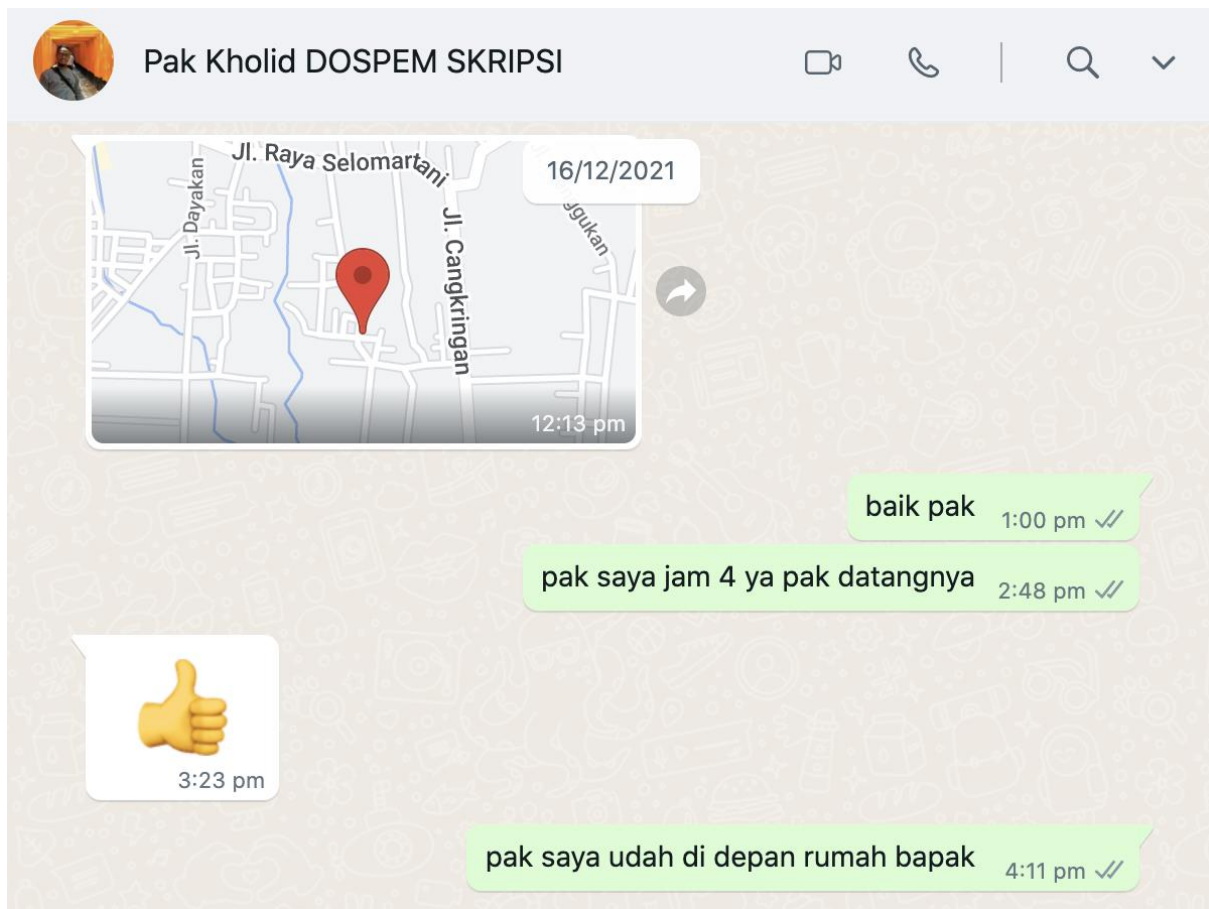 Pak Kholid DOSPEM SKRIPSI
16/12/2021
Jl. Raya Selomartani
Jl. Dayakan
Jl. Cangkringan
12:13 pm
baik pak 1:00 pm
pak saya jam 4 ya pak datangnya 2:48 pm
3:23 pm
pak saya udah di depan rumah bapak 4:11 pm